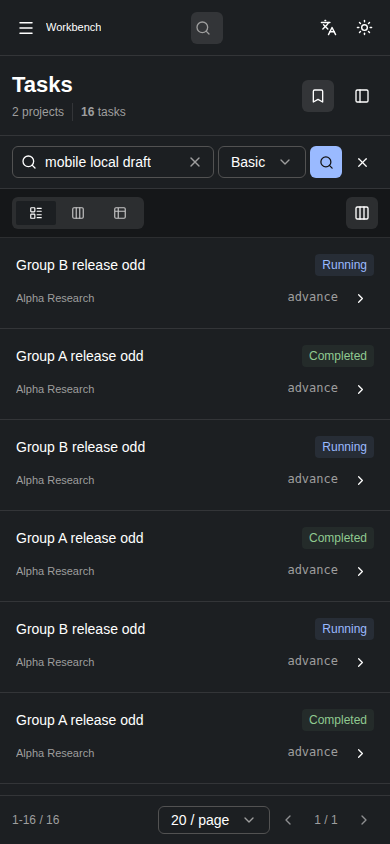 Workbench
Tasks
2 projects 16 tasks
mobile local draft Basic
Group B release odd Running
Alpha Research advance
Group A release odd Completed
Alpha Research advance
Group B release odd Running
Alpha Research advance
Group A release odd Completed
Alpha Research advance
Group B release odd Running
Alpha Research advance
Group A release odd Completed
Alpha Research advance
1-16 / 16 20 / page 1 / 1